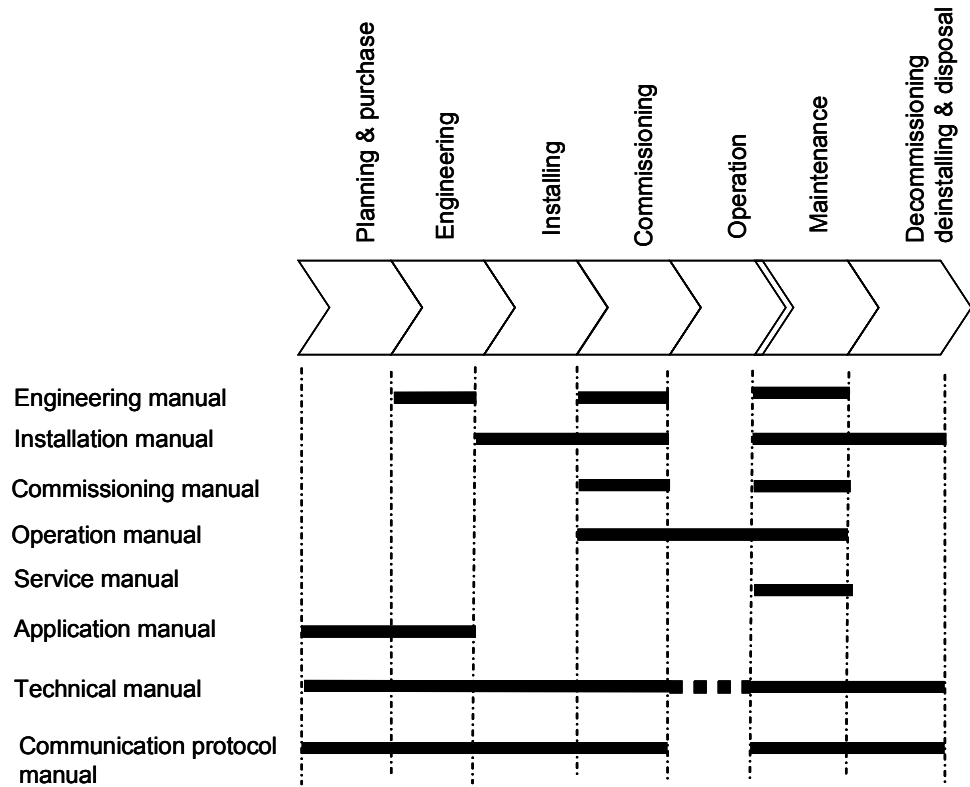 Planning & purchase
Engineering
Installing
Commissioning
Operation
Maintenance
Decommissioning
deinstalling & disposal
Engineering manual
Installation manual
Commissioning manual
Operation manual
Service manual
Application manual
Technical manual
Communication protocol
manual